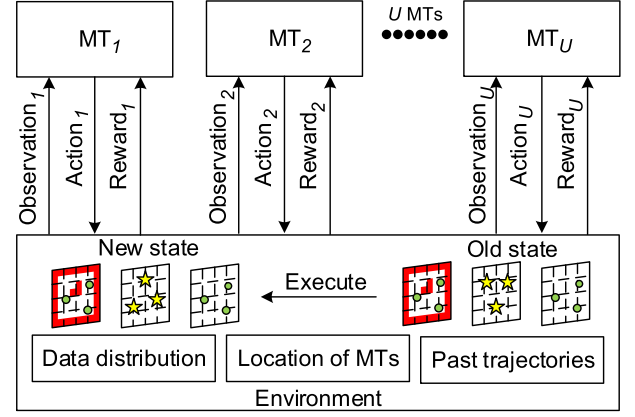 MT1
MT2
U MTs
MTU
Observation1
Action1
Reward1
Observation2
Action2
Reward2
ObservationU
ActionU
RewardU
New state
Old state
Execute
Data distribution
Location of MTs
Past trajectories
Environment